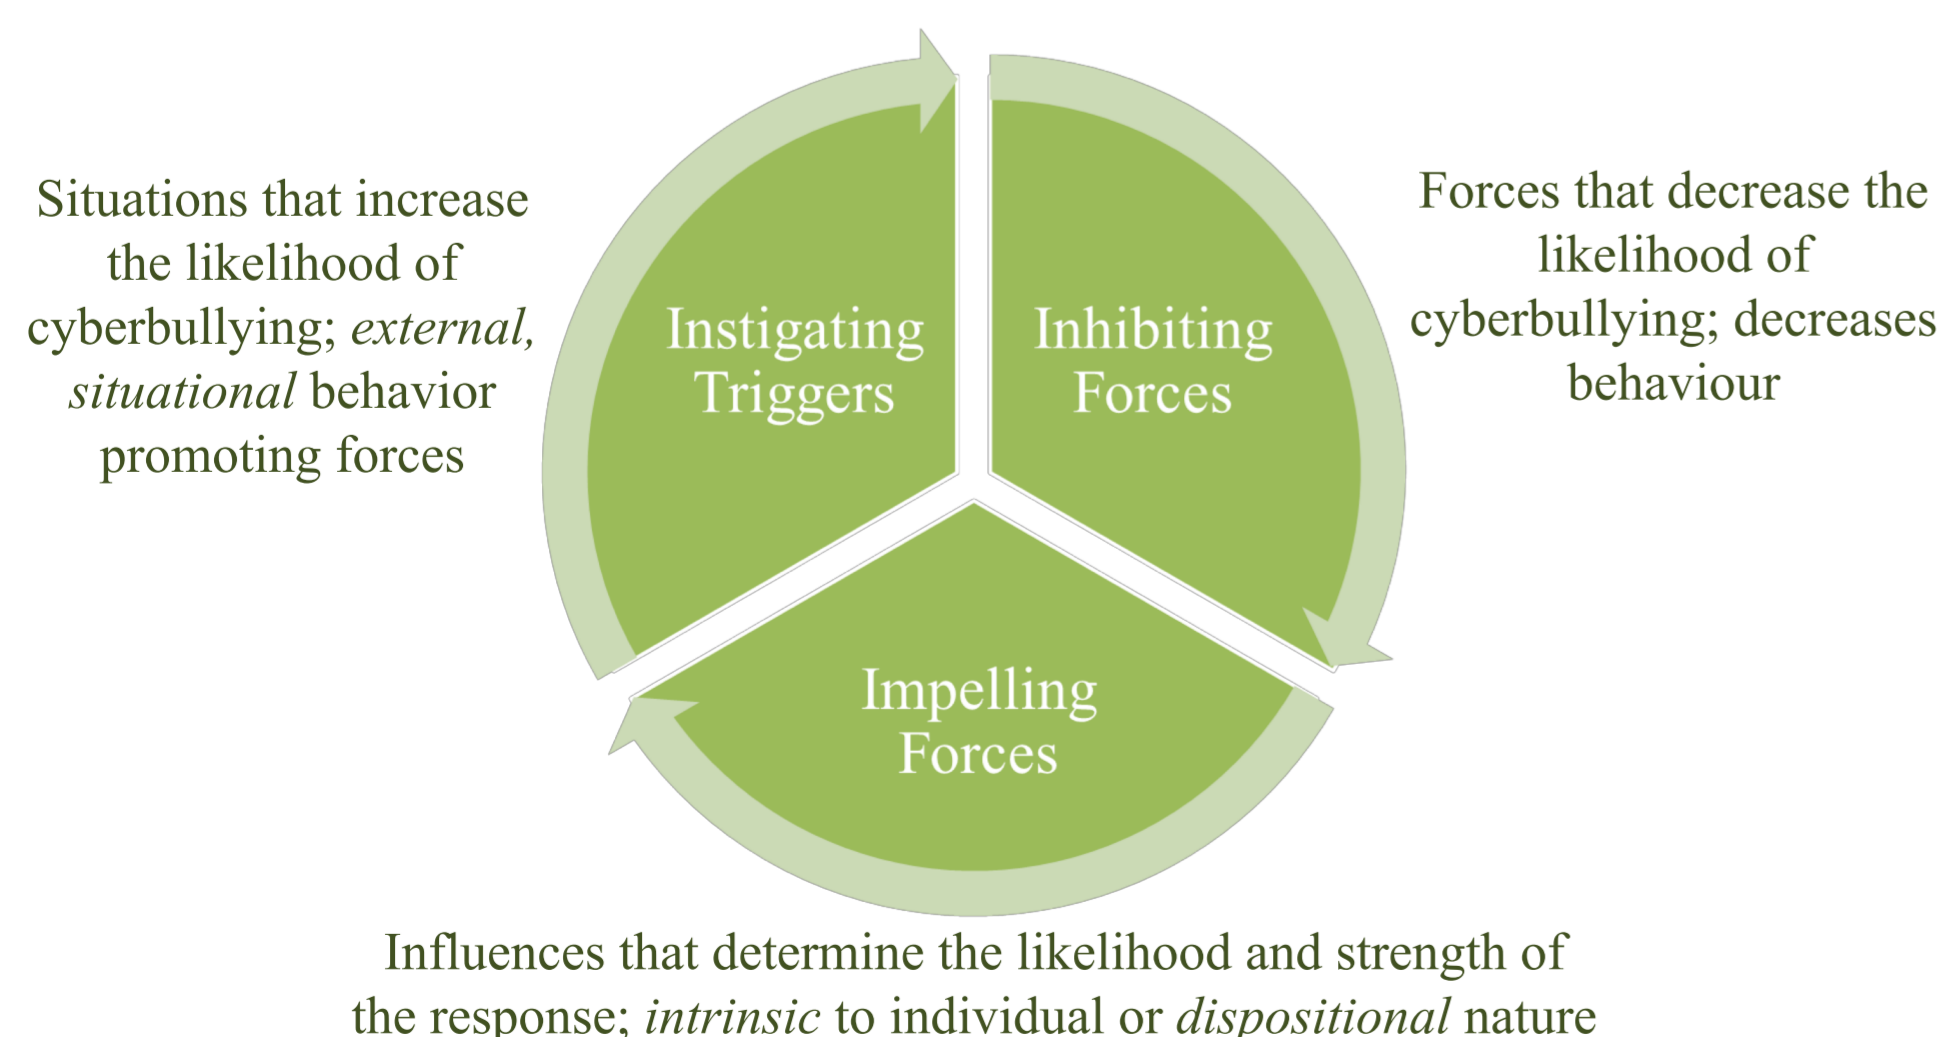 Situations that increase
the likelihood of
cyberbullying; external,
situational behavior
promoting forces
Instigating
Triggers
Inhibiting
Forces
Forces that decrease the
likelihood of
cyberbullying; decreases
behaviour
Impelling
Forces
Influences that determine the likelihood and strength of
the response; intrinsic to individual or dispositional nature